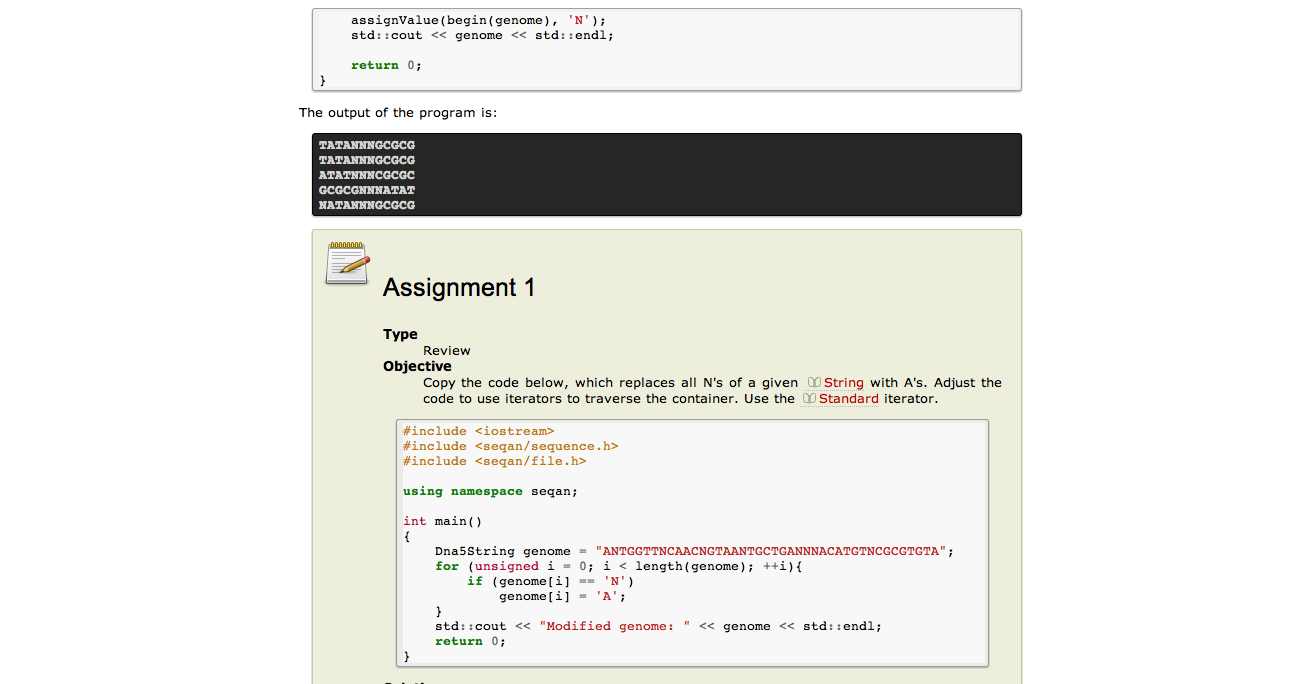 assignValue(begin(genome), 'N');
    std::cout << genome << std::endl;
    return 0;
}
The output of the program is:
TATANNNGCGCG
TATANNNGCGCG
ATATNNNCGCGC
GCGCGNNNATAT
NATANNNGCGCG
Assignment 1
Type
Review
Objective
Copy the code below, which replaces all N's of a given String with A's. Adjust the
code to use iterators to traverse the container. Use the Standard iterator.
#include <iostream>
#include <seqan/sequence.h>
#include <seqan/file.h>
using namespace seqan;
int main()
{
    Dna5String genome = "ANTGGTTNCAACNGTAANTGCTGANNNACATGTNCGCGTGTA";
    for (unsigned i = 0; i < length(genome); ++i){
        if (genome[i] == 'N')
            genome[i] = 'A';
    }
    std::cout << "Modified genome: " << genome << std::endl;
    return 0;
}